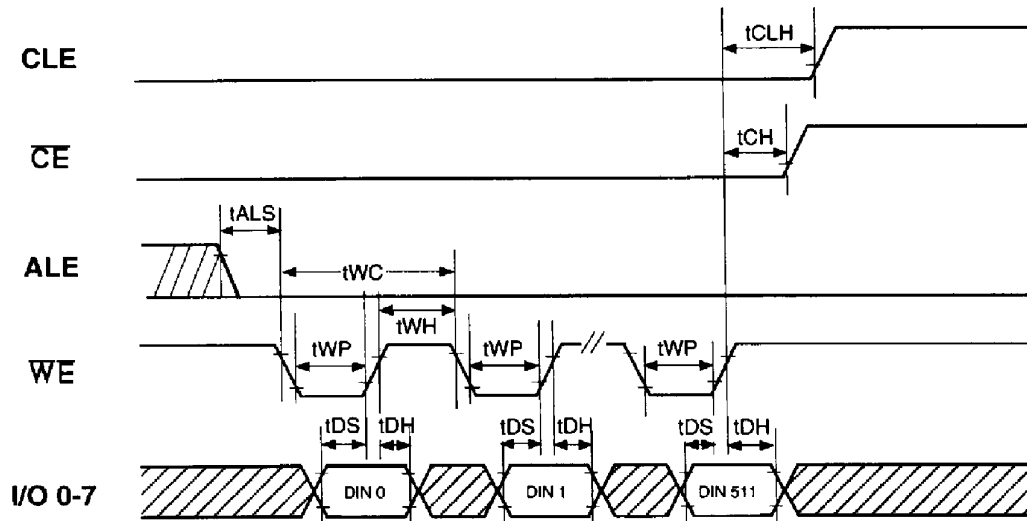 CLE
tCLH
CE
tCH
ALE
tALS
tWC
tWH
WE
tWP
tWP
//
tWP
tDS
tDH
tDS
tDH
tDS
tDH
I/O 0-7
DIN 0
DIN 1
DIN 511